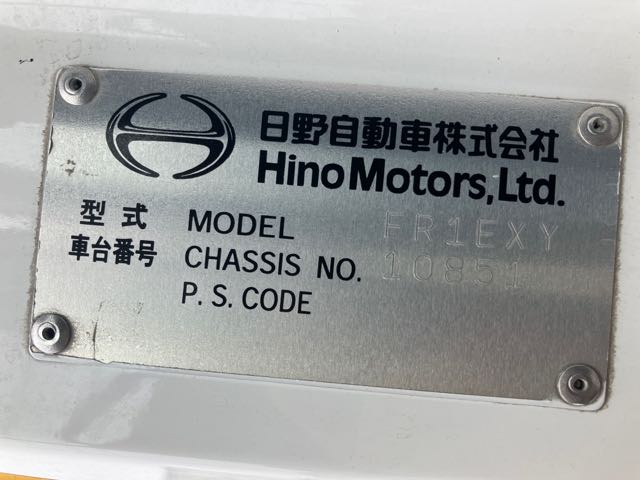 日野自動車株式会社
Hino Motors, Ltd.
型式 MODEL FR1EXY
車台番号 CHASSIS NO. 10851
P. S. CODE